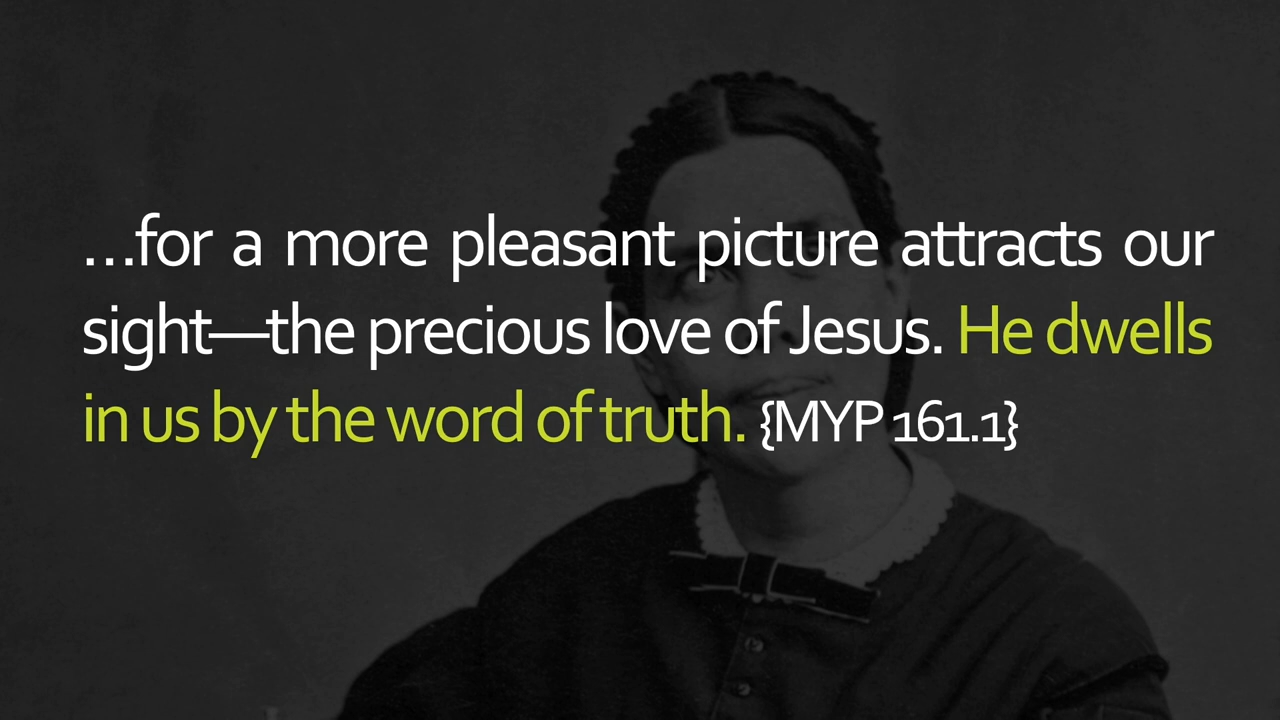 …for a more pleasant picture attracts our
sight—the precious love of Jesus. He dwells
in us by the word of truth. {MYP 161.1}